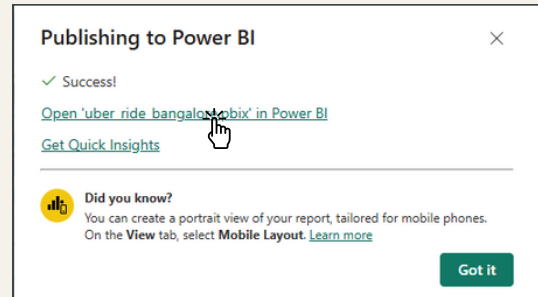 Publishing to Power BI
Success!
Open 'uber_ride_bangalore.pbix' in Power BI
Get Quick Insights
Did you know?
You can create a portrait view of your report, tailored for mobile phones.
On the View tab, select Mobile Layout. Learn more
Got it